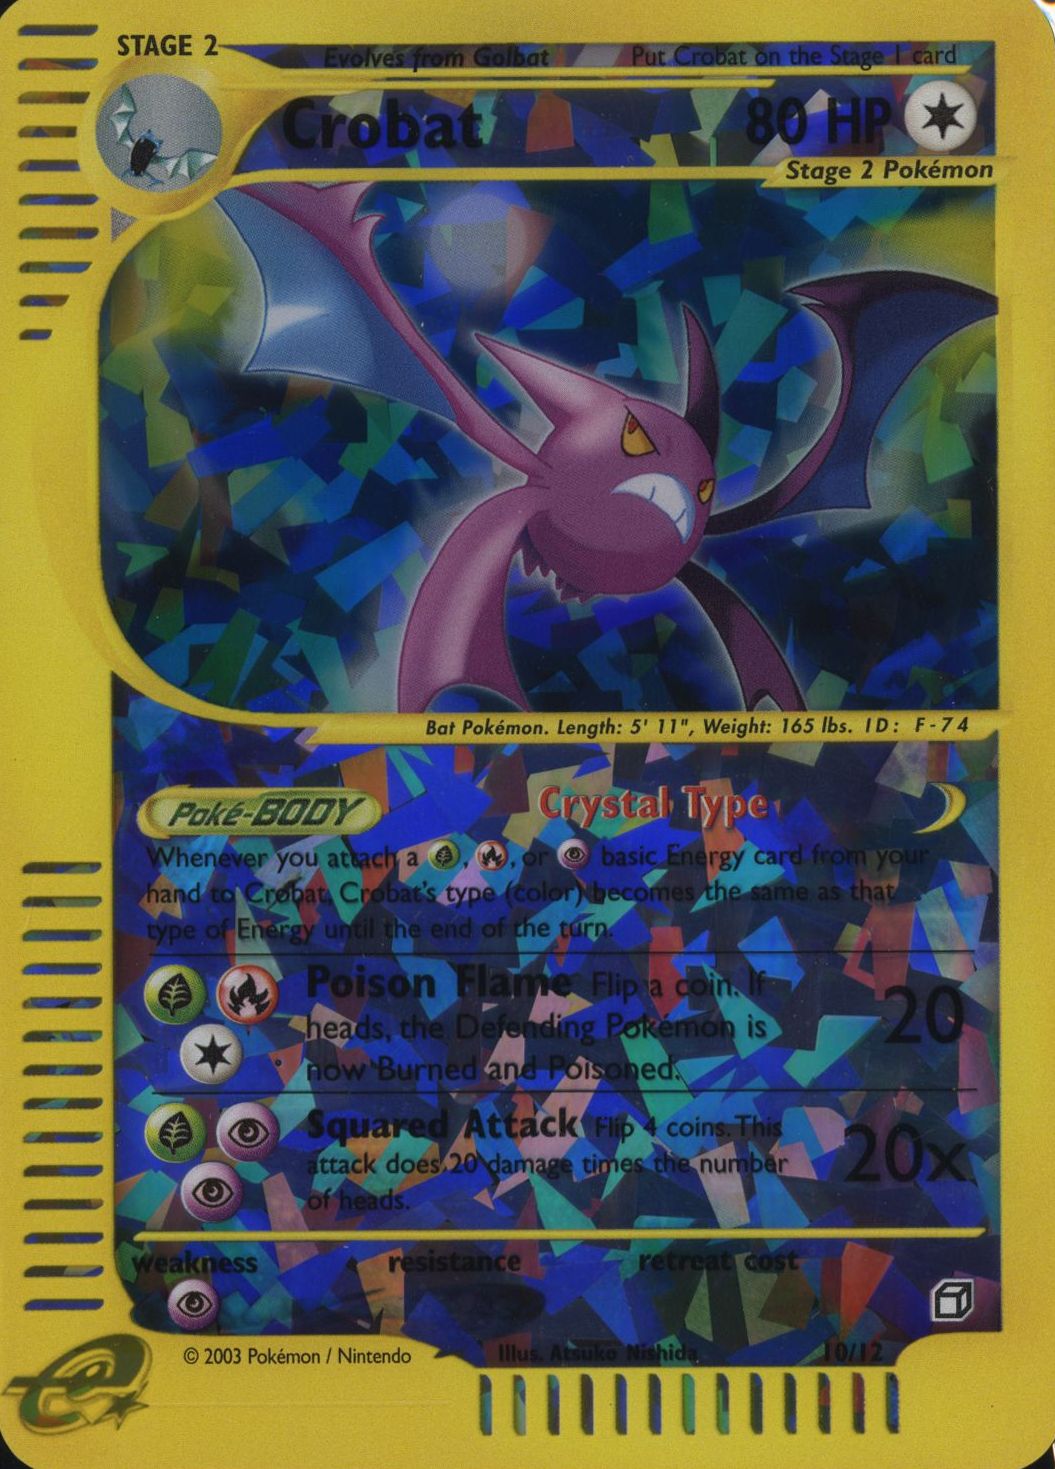 STAGE 2 Evolves from Golbat Put Crobat on the Stage 1 card
Crobat 80 HP
Stage 2 Pokémon
Bat Pokémon. Length: 5' 11", Weight: 165 lbs. ID: F-74
Poké-BODY Crystal Type
Whenever you attach a , , or basic Energy card from your
hand to Crobat, Crobat's type (color) becomes the same as that
type of Energy until the end of the turn.
Poison Flame Flip a coin. If
heads, the Defending Pokémon is
now Burned and Poisoned.
20
Squared Attack Flip 4 coins. This
attack does 20 damage times the number
of heads.
20x
weakness resistance retreat cost
© 2003 Pokémon / Nintendo Illus. Atsuko Nishida 10/12
e